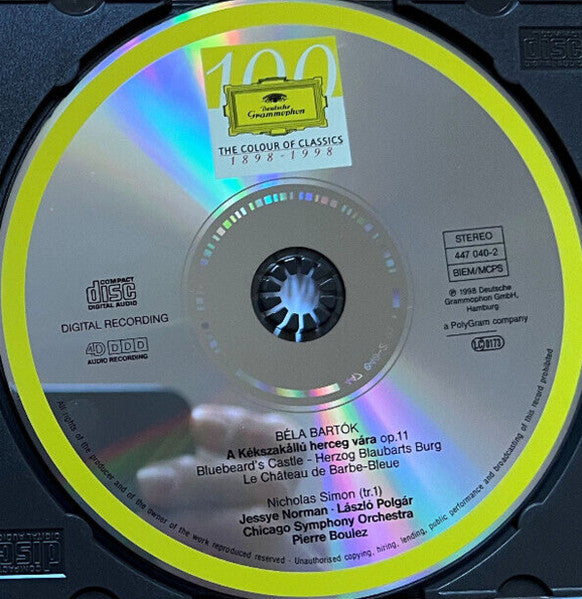 100
Deutsche
Grammophon
THE COLOUR OF CLASSICS
1898-1998
COMPACT
disc
DIGITAL AUDIO
DIGITAL RECORDING
4D DDD
AUDIO RECORDING
STEREO
447 040-2
BIEM/MCPS
℗ 1998 Deutsche
Grammophon GmbH,
Hamburg
a PolyGram company
LC 0173
BÉLA BARTÓK
A Kékszakállú herceg vára op.11
Bluebeard's Castle - Herzog Blaubarts Burg
Le Château de Barbe-Bleue
Nicholas Simon (tr.1)
Jessye Norman · László Polgár
Chicago Symphony Orchestra
Pierre Boulez
All rights of the producer and of the owner of the work reproduced reserved · Unauthorised copying, hiring, lending, public performance and broadcasting of this record prohibited